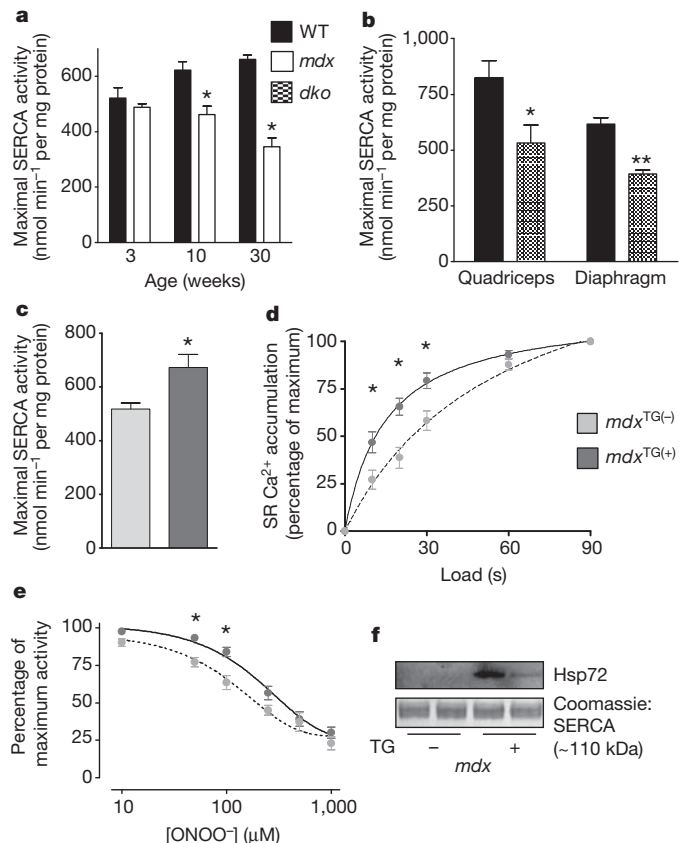 a
WT
mdx
dko
Maximal SERCA activity
(nmol min⁻¹ per mg protein)
600
400
200
0
*
*
3 10 30
Age (weeks)
b
Maximal SERCA activity
(nmol min⁻¹ per mg protein)
1,000
750
500
250
0
*
**
Quadriceps Diaphragm
c
Maximal SERCA activity
(nmol min⁻¹ per mg protein)
800
600
400
200
0
*
d
SR Ca²⁺ accumulation
(percentage of maximum)
100
75
50
25
0
* * *
0 30 60 90
Load (s)
mdxTG(−)
mdxTG(+)
e
Percentage of
maximum activity
100
75
50
25
0
* *
10 100 1,000
[ONOO⁻] (μM)
f
Hsp72
Coomassie:
SERCA
(~110 kDa)
TG − +
mdx